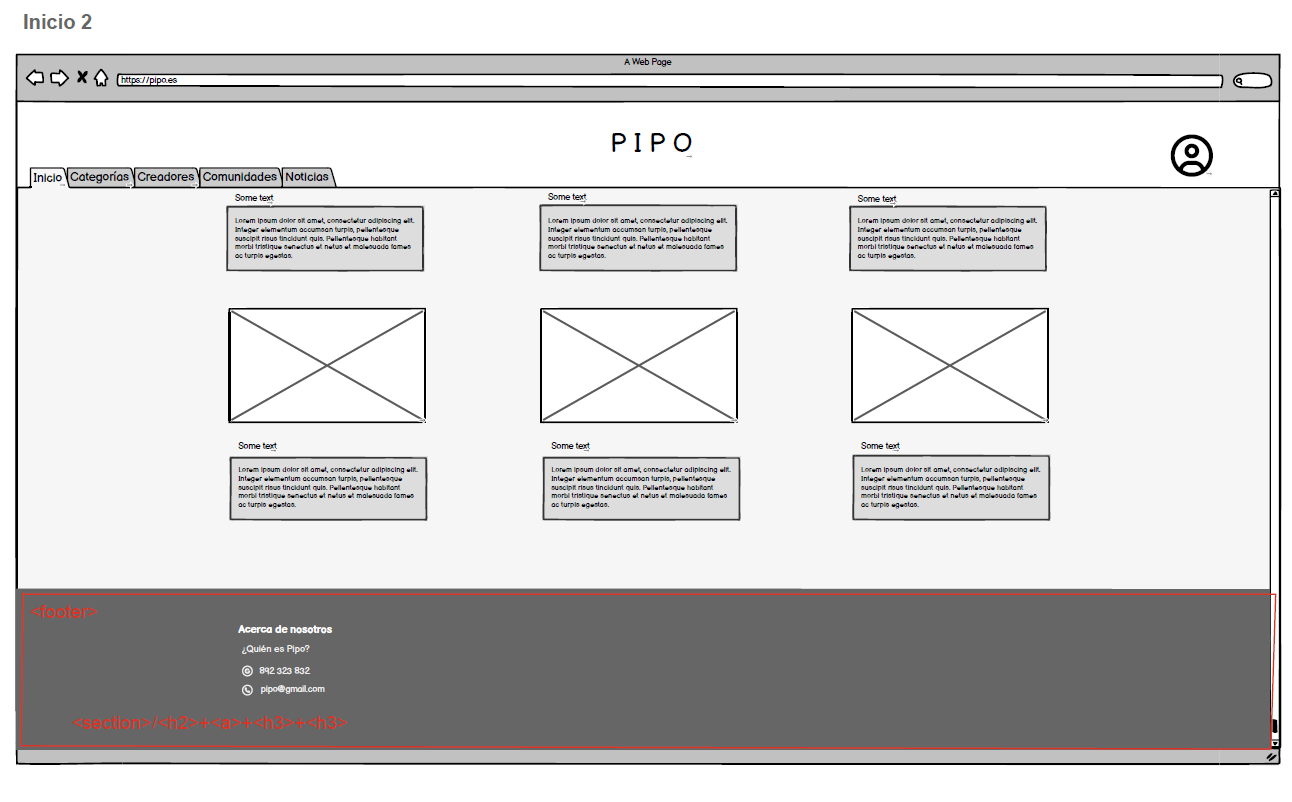 Inicio 2
A Web Page
https://pipo.es
P I P O
Inicio Categorías Creadores Comunidades Noticias
Some text
Lorem ipsum dolor sit amet, consectetur adipiscing elit.
Integer elementum accumsan turpis, pellentesque
suscipit risus tincidunt quis. Pellentesque habitant
morbi tristique senectus et netus et malesuada fames
ac turpis egestas.
Some text
Lorem ipsum dolor sit amet, consectetur adipiscing elit.
Integer elementum accumsan turpis, pellentesque
suscipit risus tincidunt quis. Pellentesque habitant
morbi tristique senectus et netus et malesuada fames
ac turpis egestas.
Some text
Lorem ipsum dolor sit amet, consectetur adipiscing elit.
Integer elementum accumsan turpis, pellentesque
suscipit risus tincidunt quis. Pellentesque habitant
morbi tristique senectus et netus et malesuada fames
ac turpis egestas.
Some text
Lorem ipsum dolor sit amet, consectetur adipiscing elit.
Integer elementum accumsan turpis, pellentesque
suscipit risus tincidunt quis. Pellentesque habitant
morbi tristique senectus et netus et malesuada fames
ac turpis egestas.
Some text
Lorem ipsum dolor sit amet, consectetur adipiscing elit.
Integer elementum accumsan turpis, pellentesque
suscipit risus tincidunt quis. Pellentesque habitant
morbi tristique senectus et netus et malesuada fames
ac turpis egestas.
Some text
Lorem ipsum dolor sit amet, consectetur adipiscing elit.
Integer elementum accumsan turpis, pellentesque
suscipit risus tincidunt quis. Pellentesque habitant
morbi tristique senectus et netus et malesuada fames
ac turpis egestas.
<footer>
Acerca de nosotros
¿Quién es Pipo?
892 323 832
pipo@gmail.com
<section>/<h2>+<a>+<h3>+<h3>